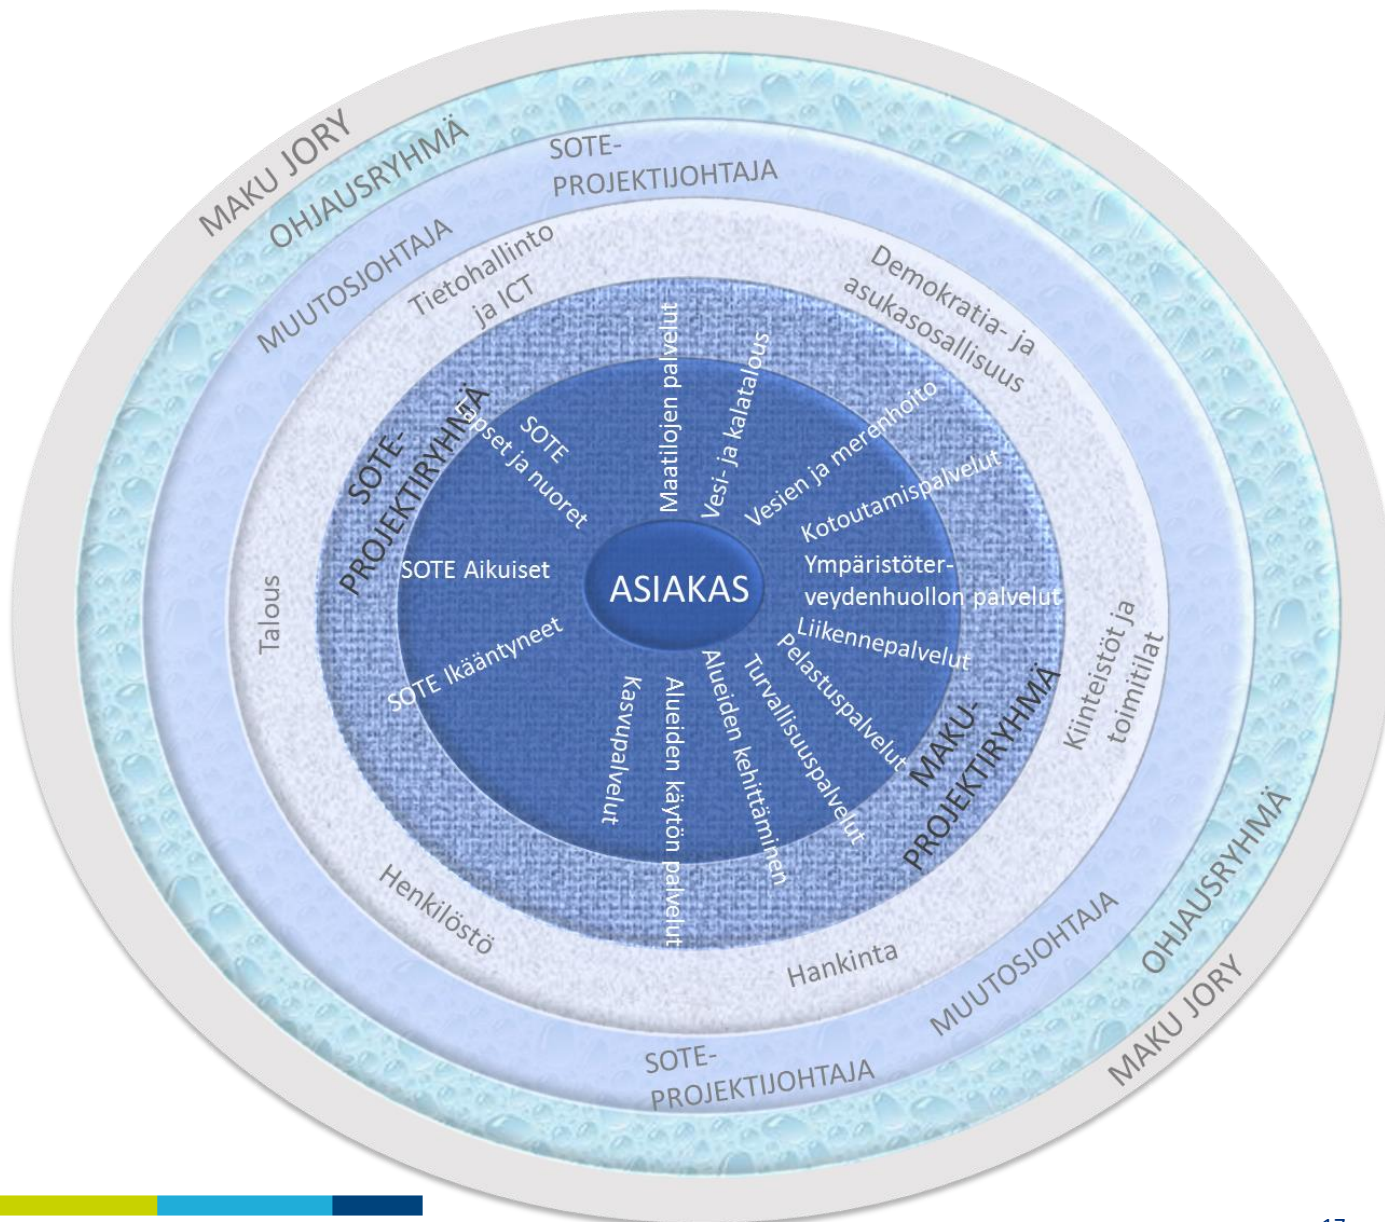 MAKU JORY
OHJAUSRYHMÄ
SOTE-
PROJEKTIJOHTAJA
MUUTOSJOHTAJA
Tietohallinto
ja ICT
Demokratia- ja
asukasosallisuus
SOTE-
PROJEKTIRYHMÄ
SOTE
Lapset ja nuoret
Maatilojen palvelut
Vesi- ja kalatalous
Vesien ja merenhoito
Kotoutamispalvelut
SOTE Aikuiset
ASIAKAS
Ympäristöter-
veydenhuollon palvelut
Liikennepalvelut
Talous
SOTE Ikääntyneet
Pelastuspalvelut
Turvallisuuspalvelut
Alueiden kehittäminen
Alueiden käytön palvelut
Kasvupalvelut
MAKU-
PROJEKTIRYHMÄ
Kiinteistöt ja
toimitilat
Henkilöstö
Hankinta
MUUTOSJOHTAJA
OHJAUSRYHMÄ
MAKU JORY
SOTE-
PROJEKTIJOHTAJA
17